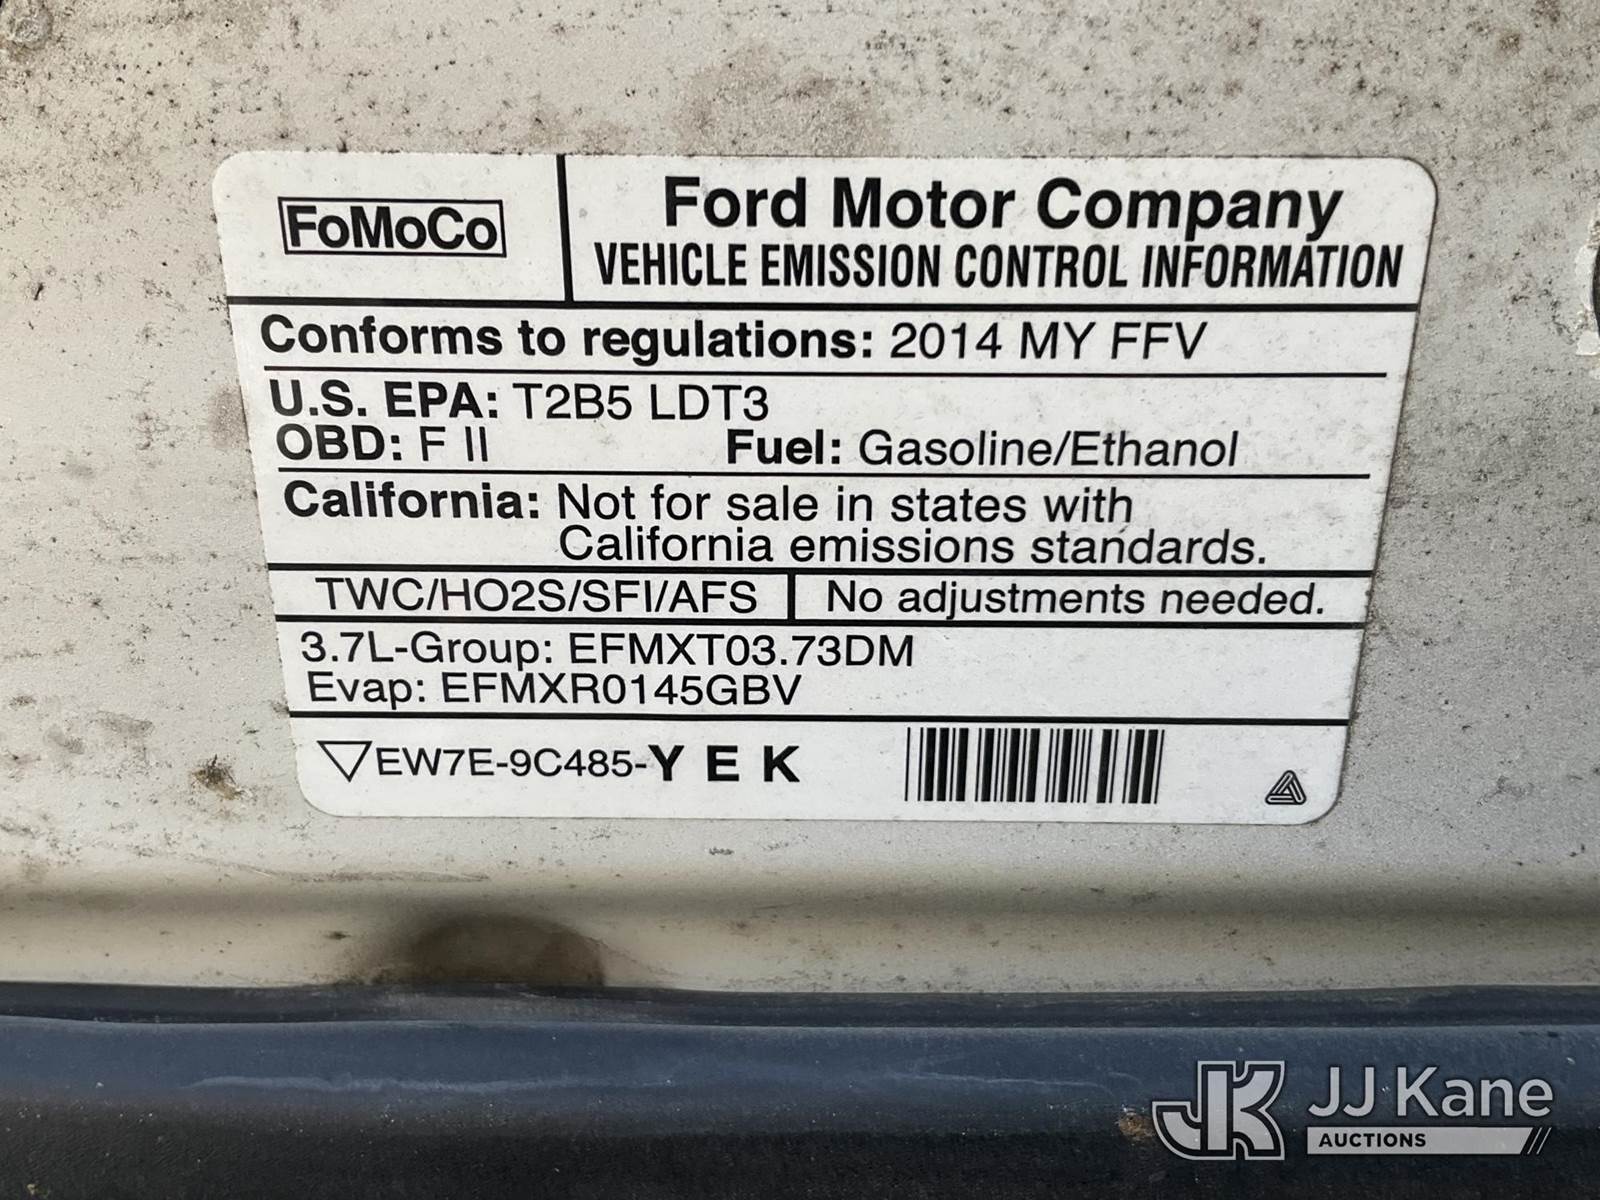 FoMoCo
Ford Motor Company
VEHICLE EMISSION CONTROL INFORMATION
Conforms to regulations: 2014 MY FFV
U.S. EPA: T2B5 LDT3
OBD: F II Fuel: Gasoline/Ethanol
California: Not for sale in states with
California emissions standards.
TWC/HO2S/SFI/AFS No adjustments needed.
3.7L-Group: EFMXT03.73DM
Evap: EFMXR0145GBV
EW7E-9C485-Y E K
JK JJ Kane
AUCTIONS